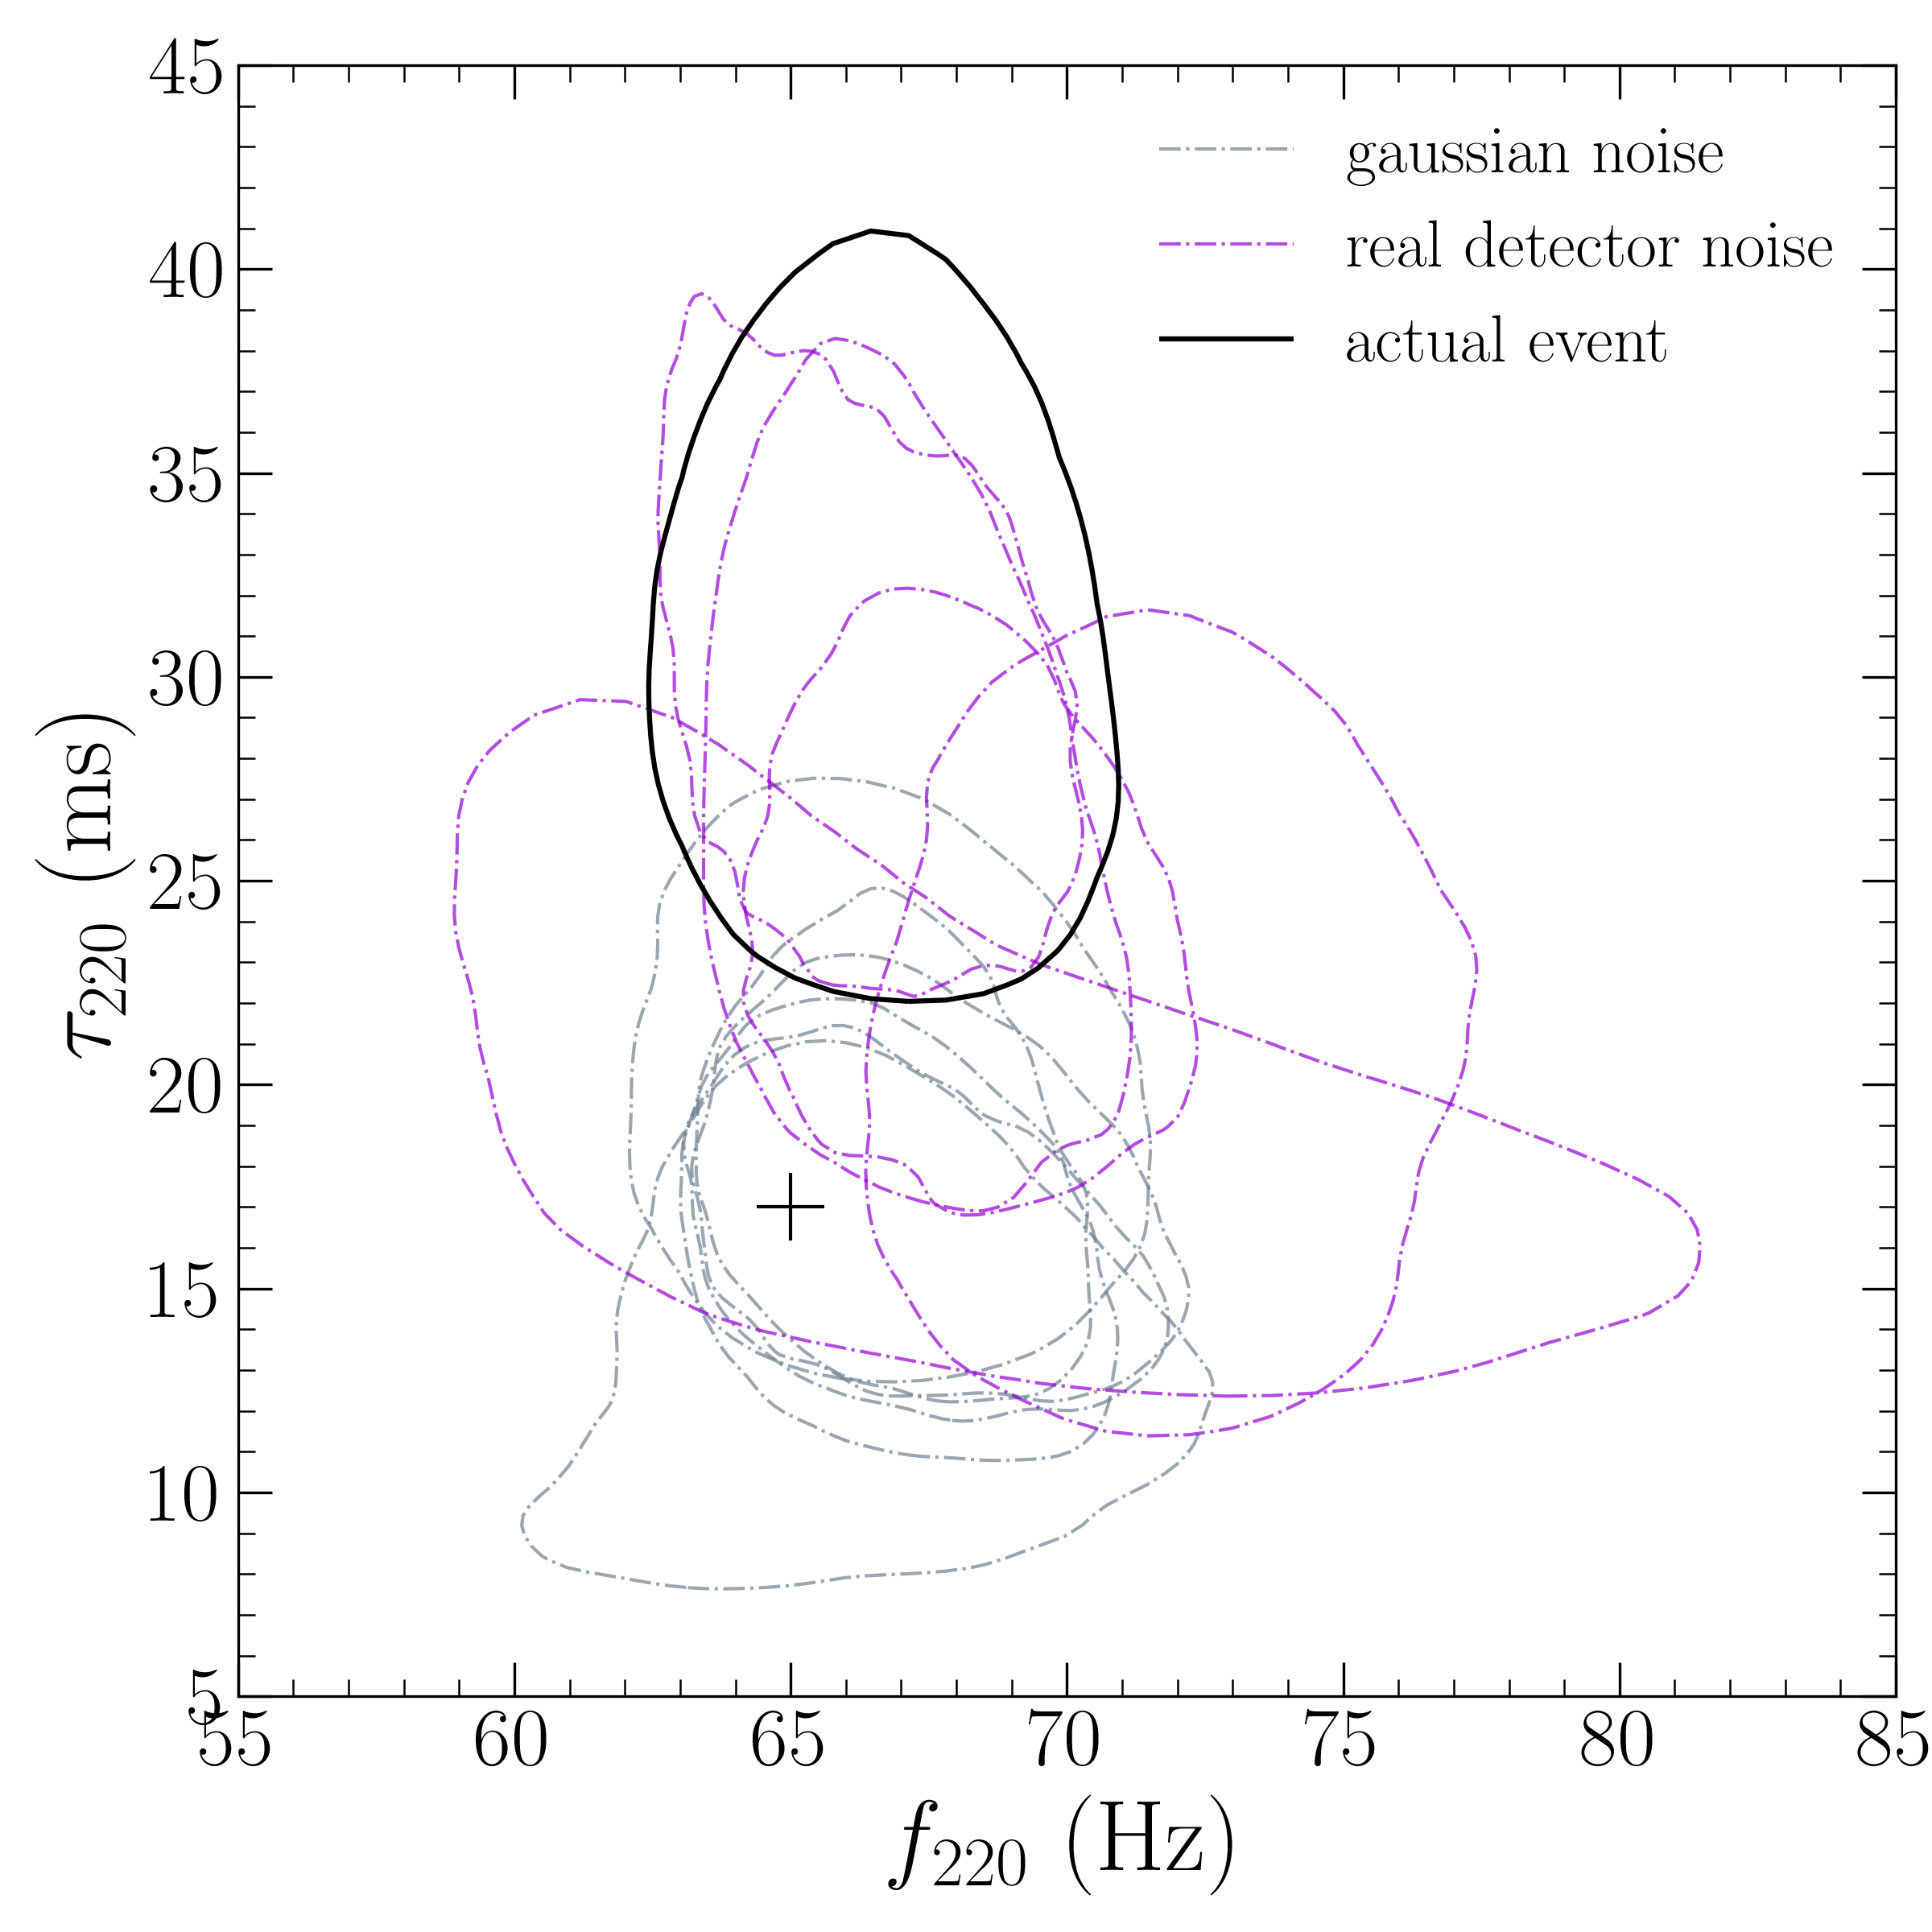 gaussian noise
real detector noise
actual event
τ220 (ms)
45
40
35
30
25
20
15
10
5
55 60 65 70 75 80 85
f220 (Hz)